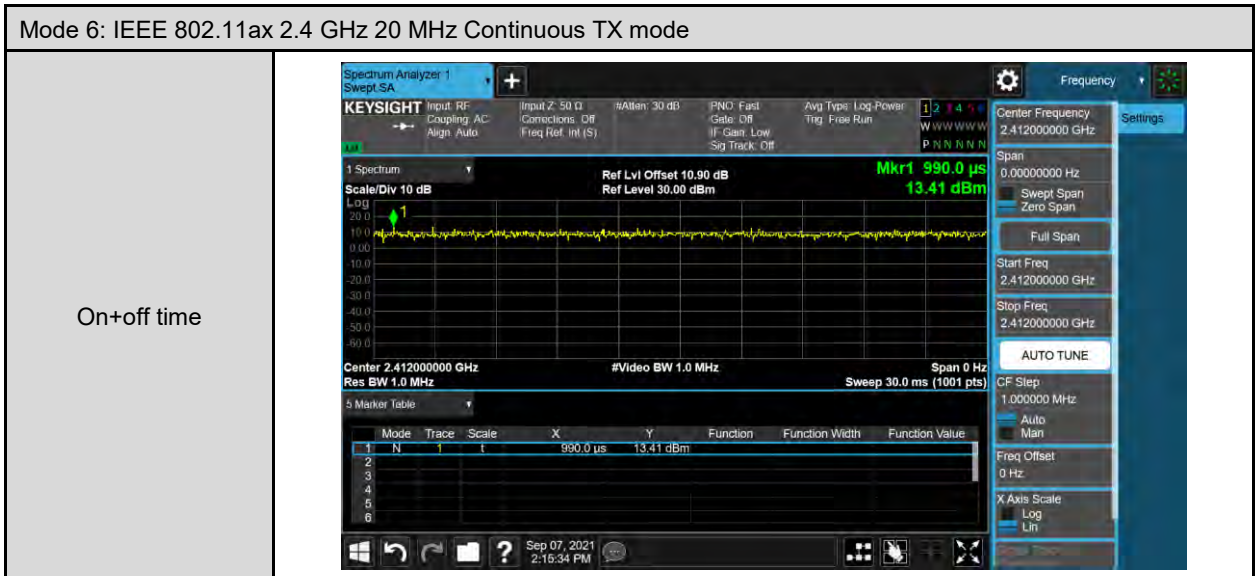 Mode 6: IEEE 802.11ax 2.4 GHz 20 MHz Continuous TX mode
On+off time
Spectrum Analyzer 1
Swept SA
+
Frequency
KEYSIGHT
Input: RF
Coupling: AC
Align: Auto
Input Z: 50 Ω
Corrections: Off
Freq Ref: Int (S)
#Atten: 30 dB
PNO: Fast
Gate: Off
IF Gain: Low
Sig Track: Off
Avg Type: Log-Power
Trig: Free Run
1 2 3 4 5 6
W W W W W W
P N N N N N
Center Frequency
2.412000000 GHz
Settings
Span
0.00000000 Hz
Swept Span
Zero Span
Full Span
Start Freq
2.412000000 GHz
Stop Freq
2.412000000 GHz
AUTO TUNE
CF Step
1.000000 MHz
Auto
Man
Freq Offset
0 Hz
X Axis Scale
Log
Lin
1 Spectrum
Scale/Div 10 dB
Ref Lvl Offset 10.90 dB
Ref Level 30.00 dBm
Mkr1 990.0 µs
13.41 dBm
Log
20.0
10.0
0.00
-10.0
-20.0
-30.0
-40.0
-50.0
-60.0
1
Center 2.412000000 GHz
#Video BW 1.0 MHz
Span 0 Hz
Res BW 1.0 MHz
Sweep 30.0 ms (1001 pts)
5 Marker Table
Mode Trace Scale X Y Function Function Width Function Value
1 N 1 t 990.0 µs 13.41 dBm
2
3
4
5
6
?
Sep 07, 2021
2:15:34 PM